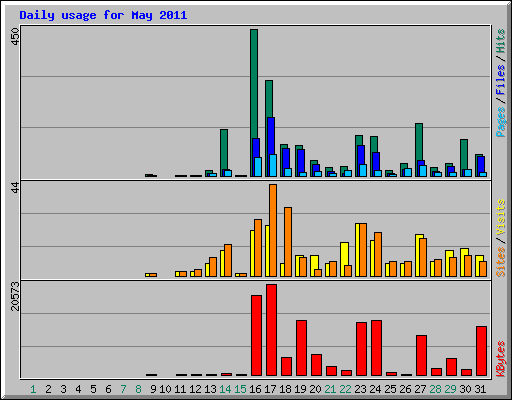 Daily usage for May 2011
450
44
20573
Pages / Files / Hits
Sites / Visits
KBytes
1 2 3 4 5 6 7 8 9 10 11 12 13 14 15 16 17 18 19 20 21 22 23 24 25 26 27 28 29 30 31